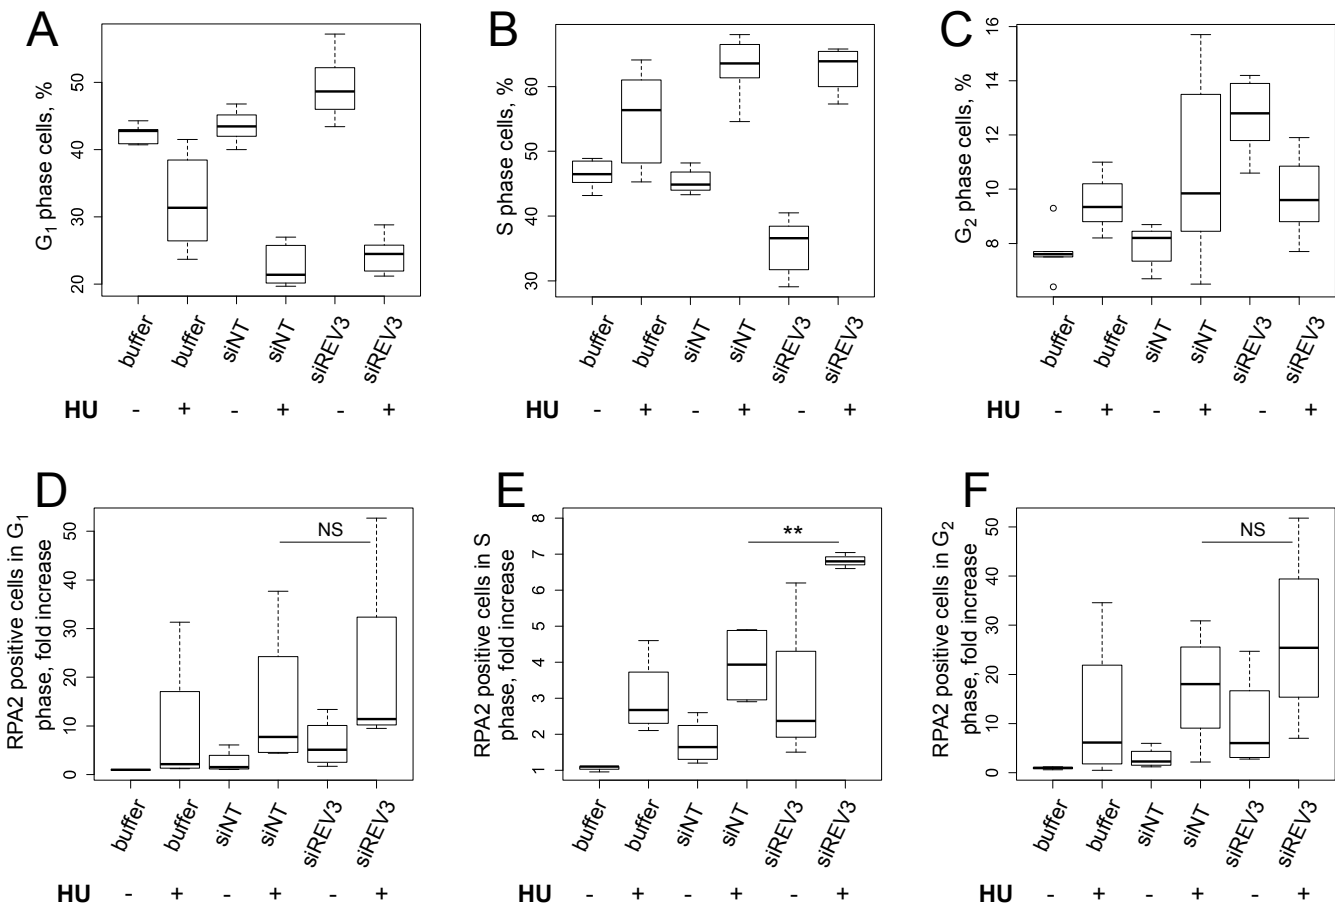 A
G1 phase cells, %
50
40
30
20
buffer
buffer
siNT
siNT
siREV3
siREV3
HU - + - + - +
B
S phase cells, %
60
50
40
30
buffer
buffer
siNT
siNT
siREV3
siREV3
HU - + - + - +
C
G2 phase cells, %
16
14
12
10
8
buffer
buffer
siNT
siNT
siREV3
siREV3
HU - + - + - +
D
RPA2 positive cells in G1
phase, fold increase
50
40
30
20
10
0
NS
buffer
buffer
siNT
siNT
siREV3
siREV3
HU - + - + - +
E
RPA2 positive cells in S
phase, fold increase
8
7
6
5
4
3
2
1
**
buffer
buffer
siNT
siNT
siREV3
siREV3
HU - + - + - +
F
RPA2 positive cells in G2
phase, fold increase
50
40
30
20
10
0
NS
buffer
buffer
siNT
siNT
siREV3
siREV3
HU - + - + - +